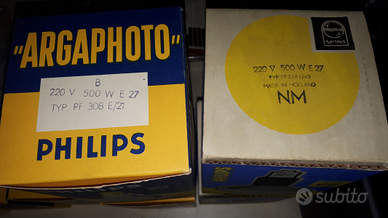 "ARGAPHOTO"
B
220 V 500 W E 27
TYP PF 308 E/21
PHILIPS
220 V 500 W E 27
MADE IN HOLLAND
NM
subito